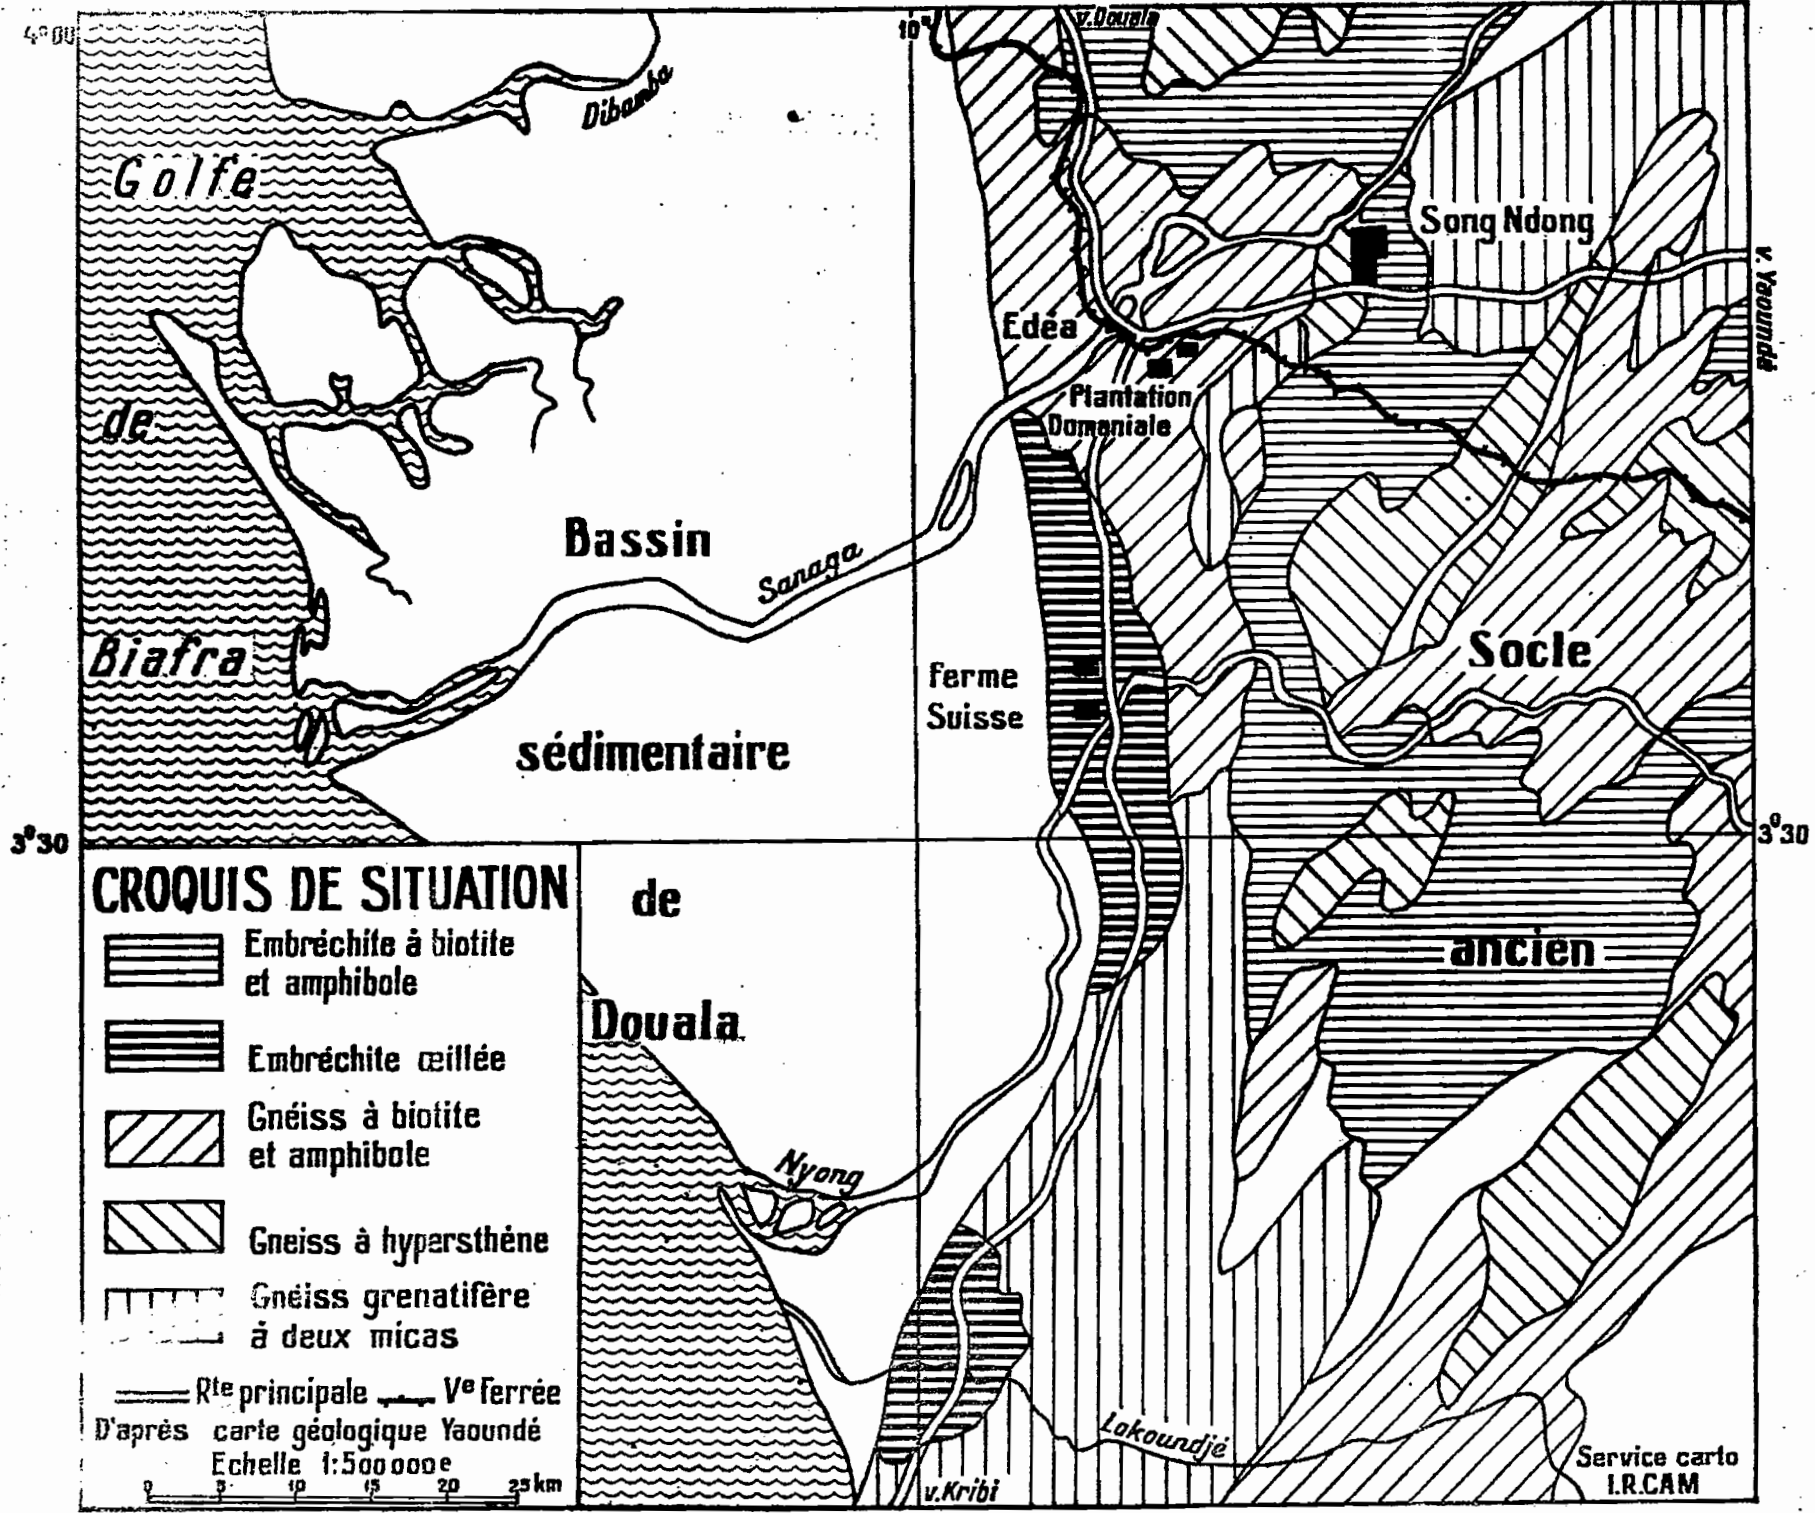 4°00
10°
v. Douala
Dibamba
Golfe
Song Ndong
v. Yaoundé
Edéa
Plantation
Domaniale
de
Bassin
Sanaga
Biafra
Socle
Ferme
Suisse
sédimentaire
3°30
3°30
CROQUIS DE SITUATION
Embréchite à biotite
et amphibole
Embréchite œillée
Gnéiss à biotite
et amphibole
Gneiss à hypersthène
Gnéiss grenatifère
à deux micas
Rte principale
Ve Ferrée
D'après carte géologique Yaoundé
Echelle 1:500 000e
0 5 10 15 20 25 km
de
ancien
Douala
Nyong
Lokoundjé
v. Kribi
Service carto
I.R.CAM